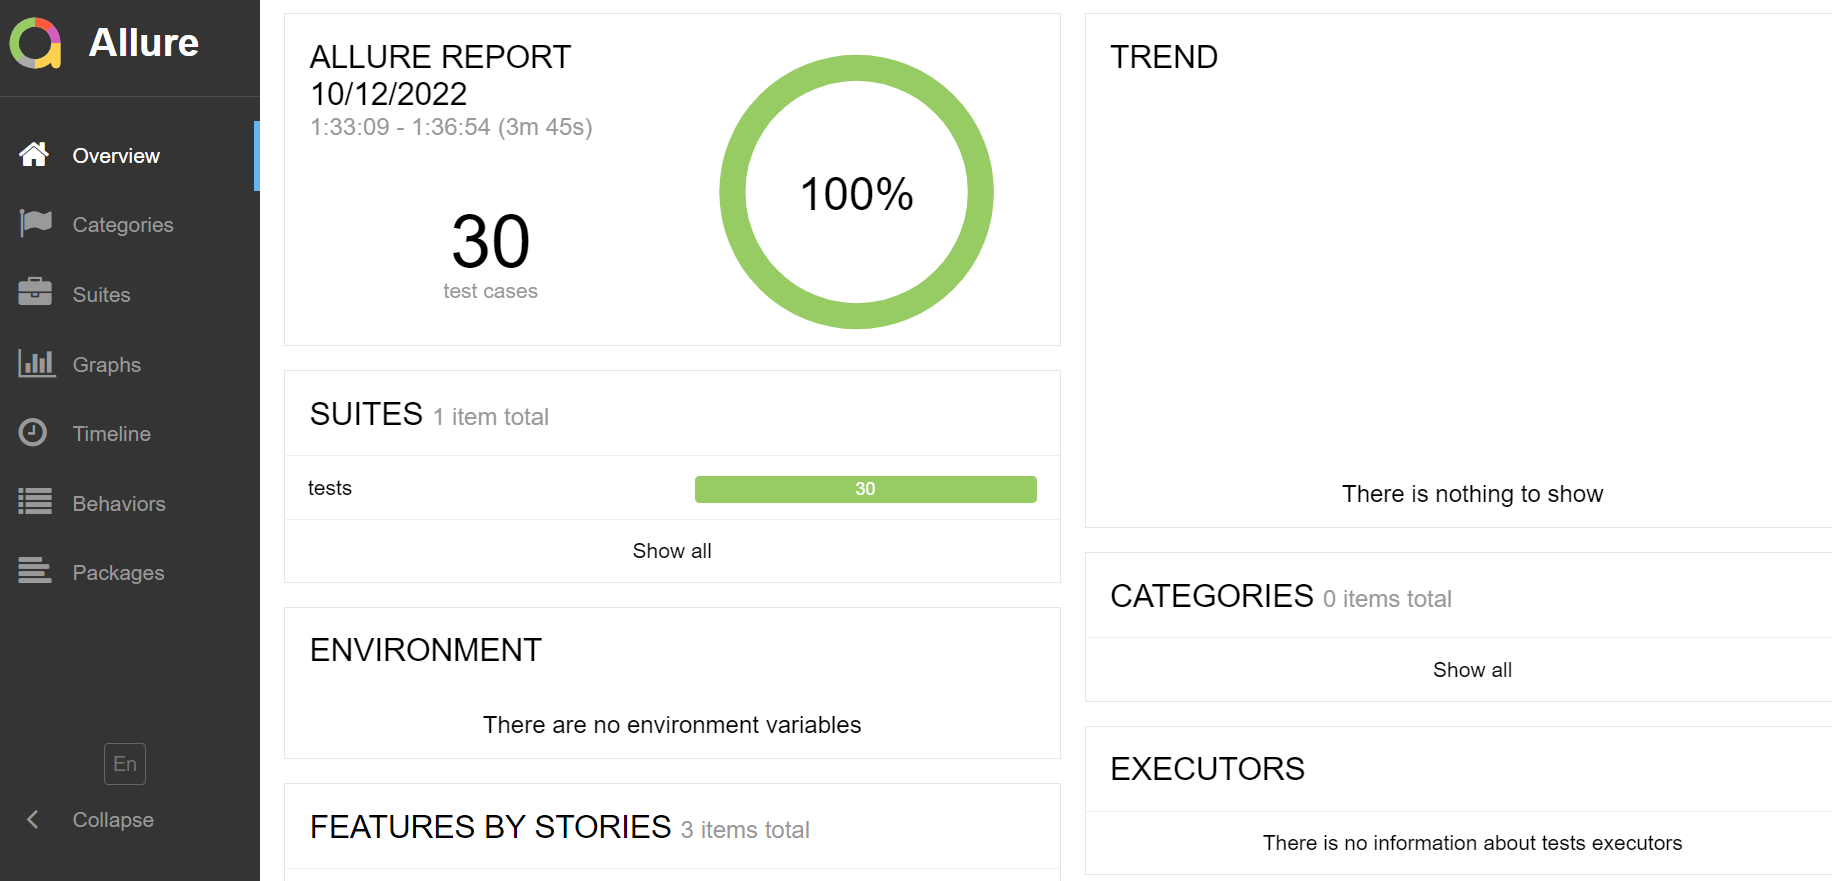 Allure
Overview
Categories
Suites
Graphs
Timeline
Behaviors
Packages
En
Collapse
ALLURE REPORT
10/12/2022
1:33:09 - 1:36:54 (3m 45s)
30
test cases
100%
SUITES 1 item total
tests 30
Show all
ENVIRONMENT
There are no environment variables
FEATURES BY STORIES 3 items total
TREND
There is nothing to show
CATEGORIES 0 items total
Show all
EXECUTORS
There is no information about tests executors